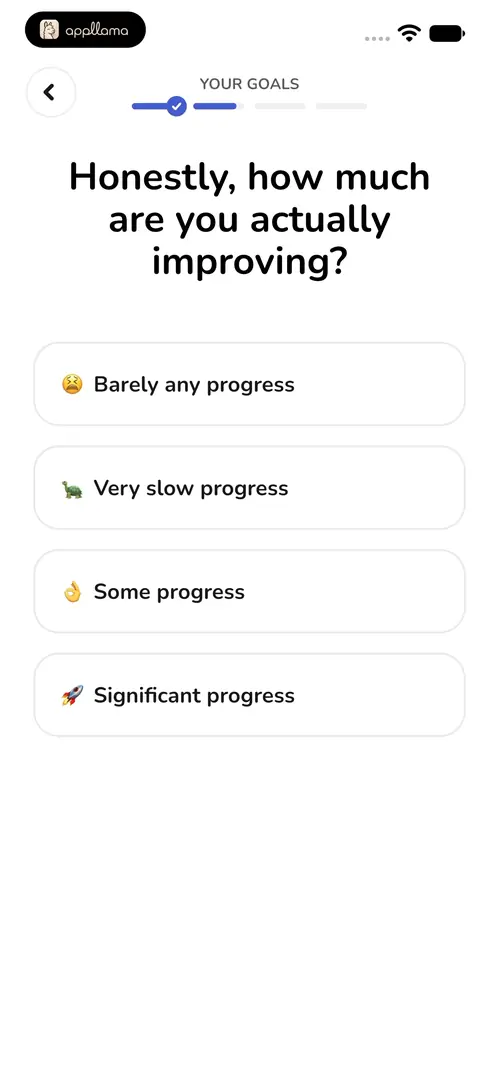 appllama
YOUR GOALS
Honestly, how much
are you actually
improving?
😫 Barely any progress
🐢 Very slow progress
👌 Some progress
🚀 Significant progress